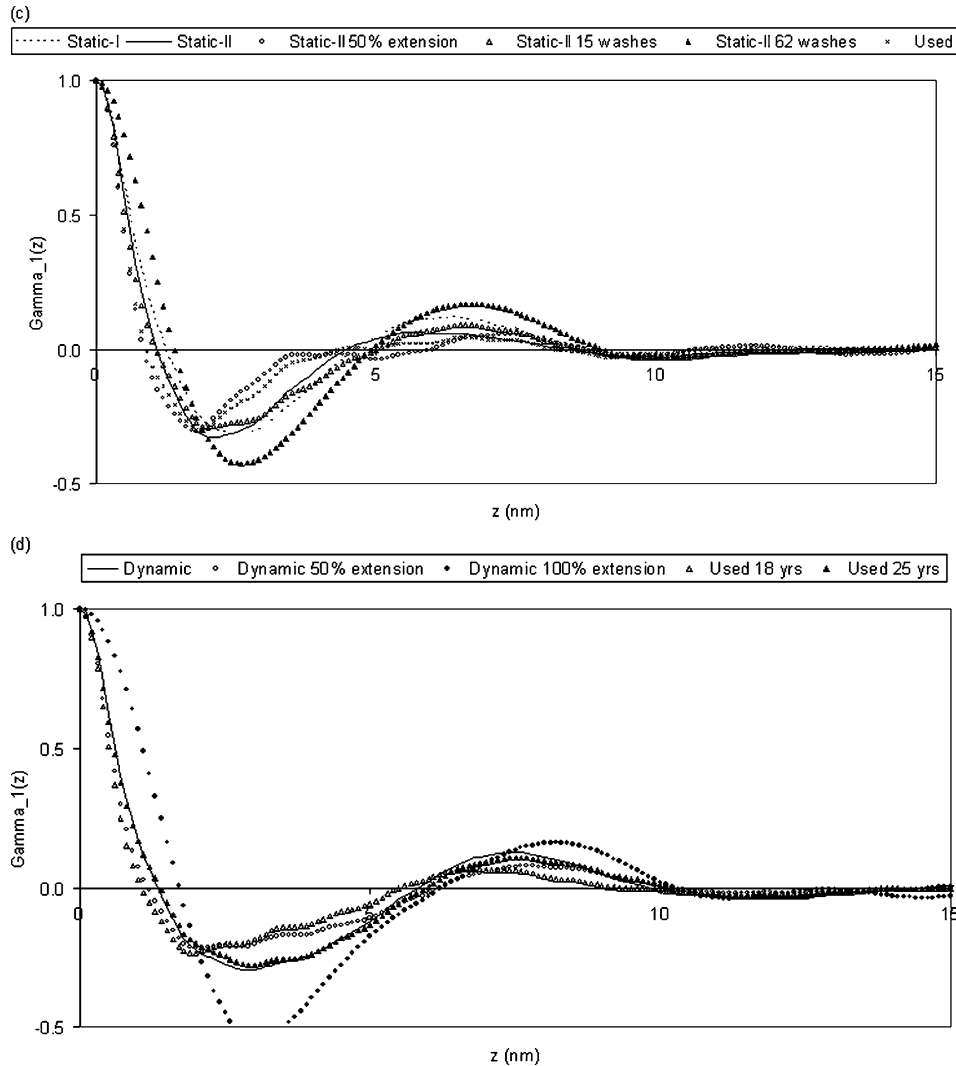 (c)
Static-I Static-II Static-II 50% extension Static-II 15 washes Static-II 62 washes Used
1.0
0.5
0.0
-0.5
0 5 10 15
Gamma_1(z)
z (nm)
(d)
Dynamic Dynamic 50% extension Dynamic 100% extension Used 18 yrs Used 25 yrs
1.0
0.5
0.0
-0.5
0 5 10 15
Gamma_1(z)
z (nm)